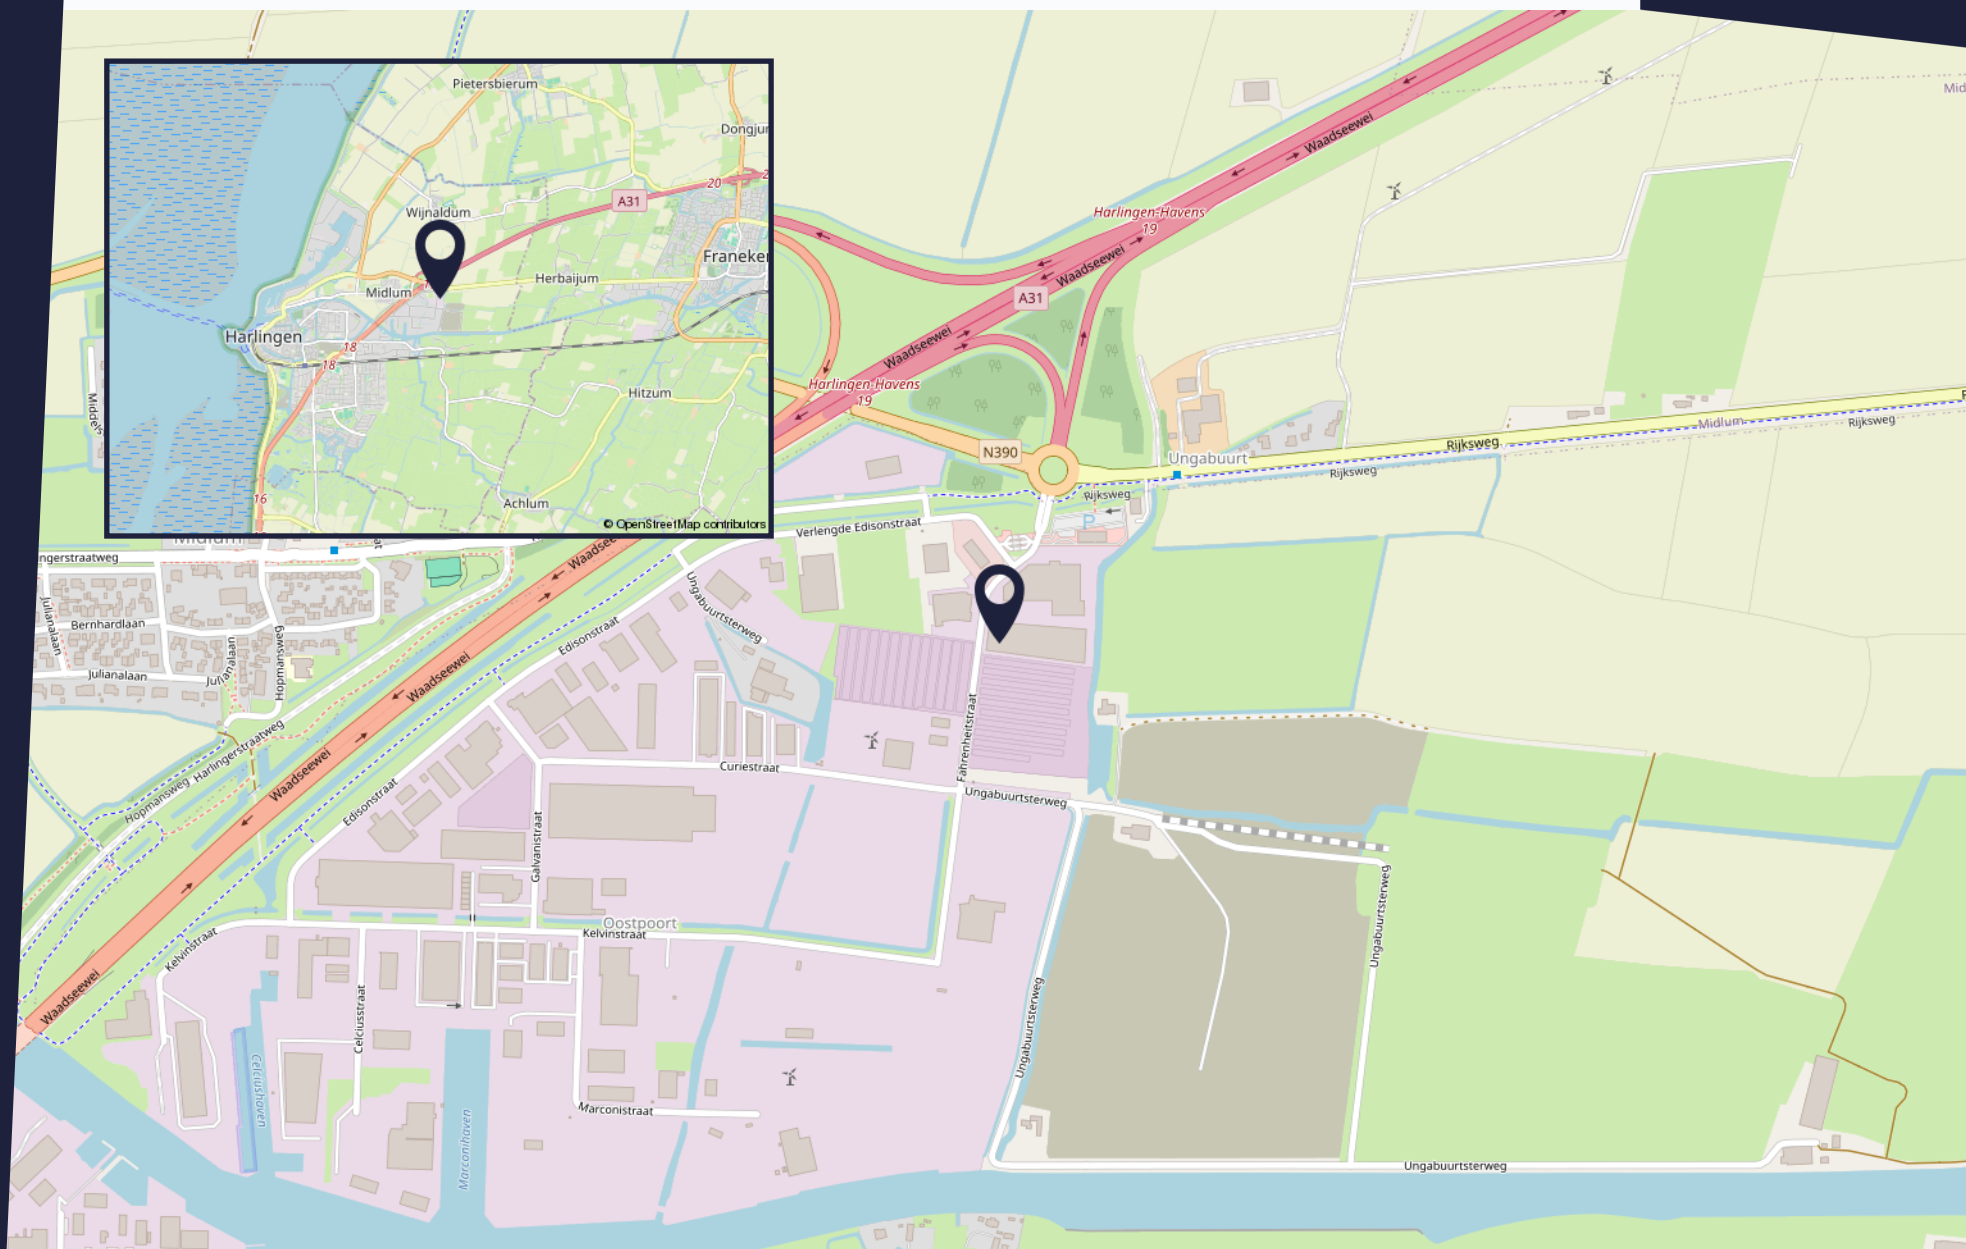 Pietersbierum
Dongjum
20
A31
Wijnaldum
Franeker
Herbaijum
Midlum
Harlingen
18
18
Hitzum
16
Achlum
© OpenStreetMap contributors
Waadseewei
Harlingen-Havens
19
Waadseewei
A31
Waadseewei
Harlingen-Havens
19
N390
Midlum
Rijksweg
Rijksweg
Rijksweg
Ungabuurt
Rijksweg
P
Verlengde Edisonstraat
Midlum
Waadseewei
Ungabuurtsterweg
Julianalaan
Bernhardlaan
Julianalaan
Julianalaan
Hopmansweg
Edisonstraat
Waadseewei
Fahrenheitstraat
Harlingerstraatweg
Hopmansweg
Waadseewei
Edisonstraat
Curiestraat
Ungabuurtsterweg
Galvanistraat
Ungabuurtsterweg
Oostpoort
Kelvinstraat
Kelvinstraat
Waadseewei
Celciusstraat
Ungabuurtsterweg
Celciushaven
Marconihaven
Marconistraat
Ungabuurtsterweg